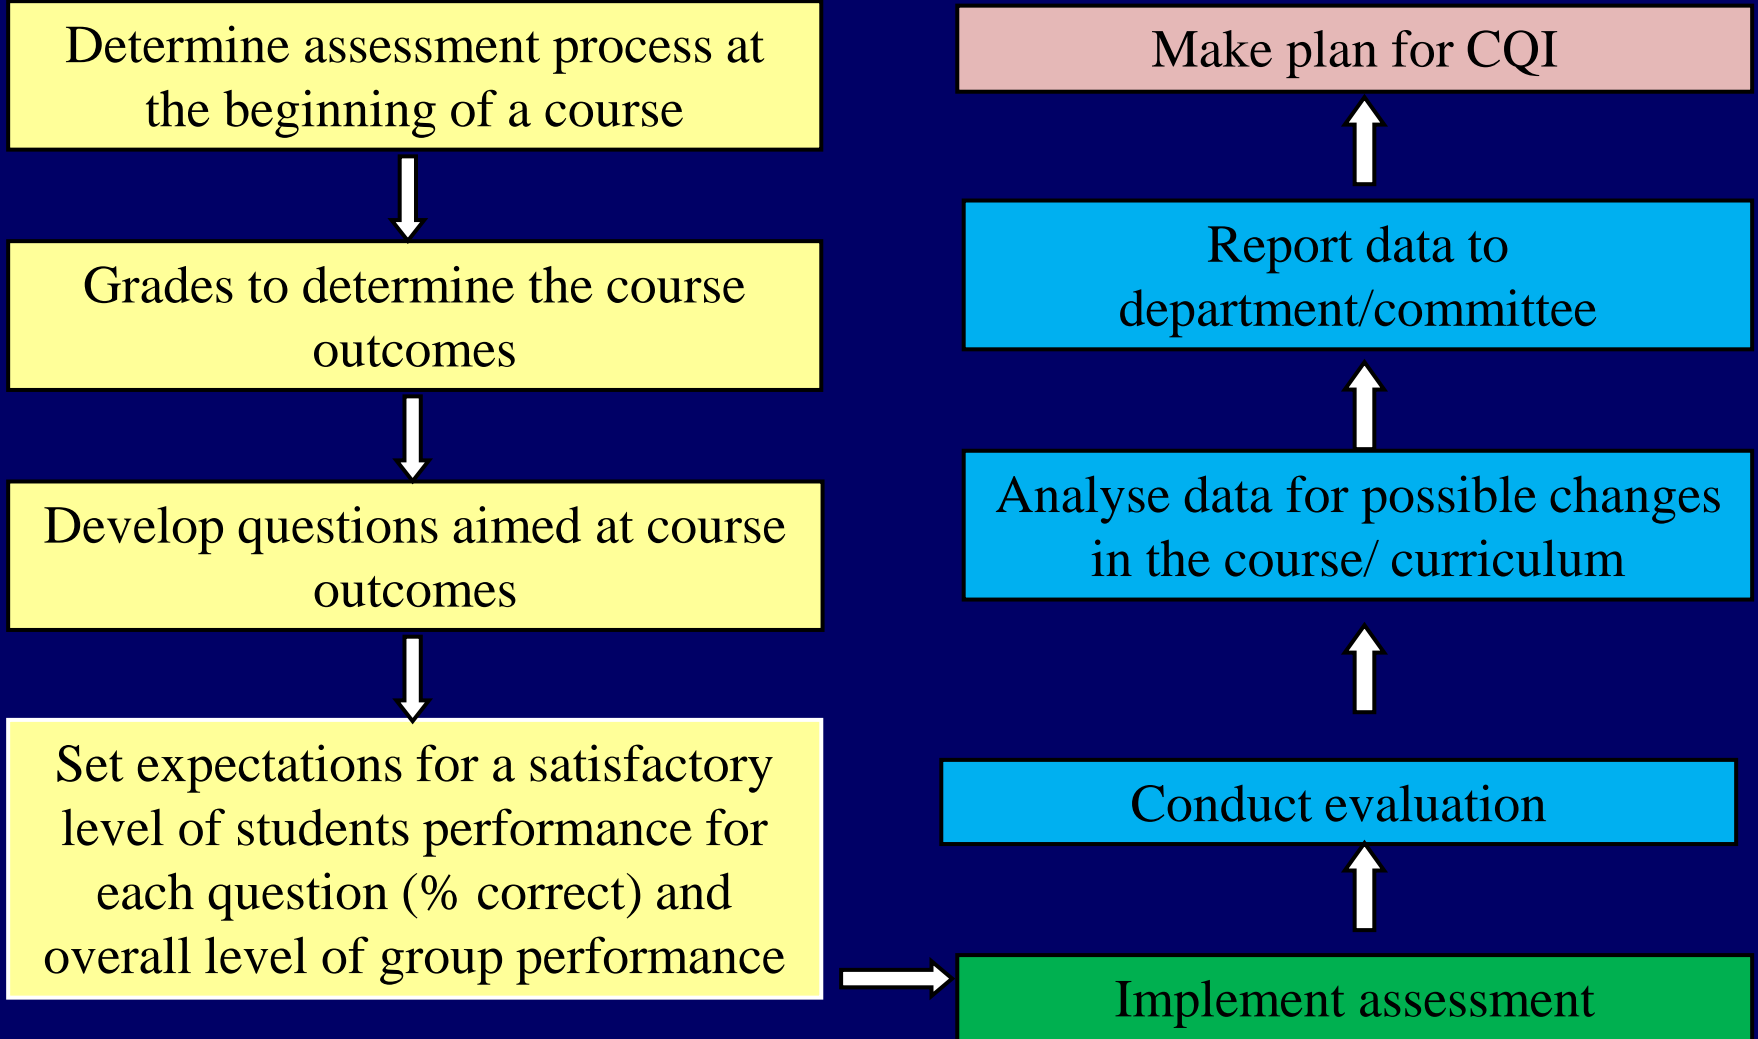 Determine assessment process at
the beginning of a course
Grades to determine the course
outcomes
Develop questions aimed at course
outcomes
Set expectations for a satisfactory
level of students performance for
each question (% correct) and
overall level of group performance
Implement assessment
Conduct evaluation
Analyse data for possible changes
in the course/ curriculum
Report data to
department/committee
Make plan for CQI